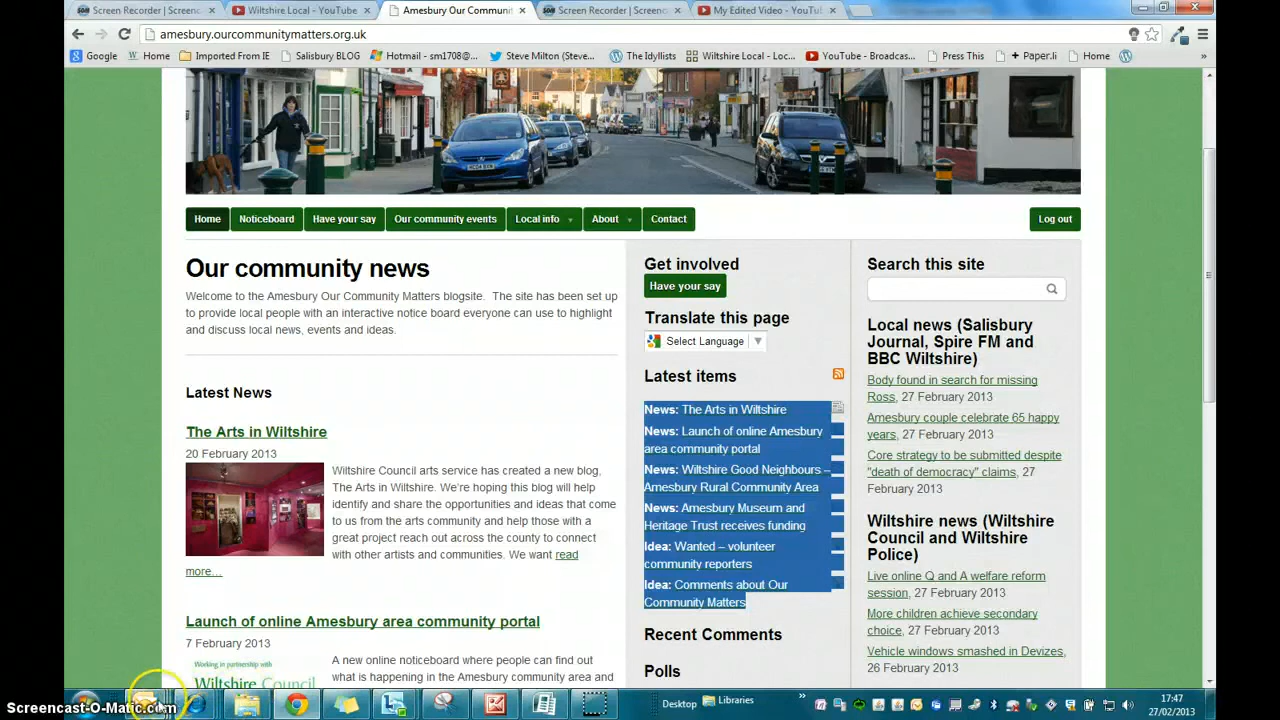 Screen Recorder | Screenc
Wiltshire Local - YouTube
Amesbury Our Communi
Screen Recorder | Screenc
My Edited Video - YouTub
amesbury.ourcommunitymatters.org.uk
Google
Home
Imported From IE
Salisbury BLOG
Hotmail - sm1708@...
Steve Milton (Steve...
The Idyllists
Wiltshire Local - Loc...
YouTube - Broadcas...
Press This
+ Paper.li
Home
»
Home
Noticeboard
Have your say
Our community events
Local info
About
Contact
Log out
Our community news
Welcome to the Amesbury Our Community Matters blogsite. The site has been set up
to provide local people with an interactive notice board everyone can use to highlight
and discuss local news, events and ideas.
Latest News
The Arts in Wiltshire
20 February 2013
Wiltshire Council arts service has created a new blog,
The Arts in Wiltshire. We're hoping this blog will help
identify and share the opportunities and ideas that come
to us from the arts community and help those with a
great project reach out across the county to connect
with other artists and communities. We want read
more...
Launch of online Amesbury area community portal
7 February 2013
Working in partnership with
Wiltshire Council
A new online noticeboard where people can find out
what is happening in the Amesbury community area and
Get involved
Have your say
Translate this page
Select Language
Latest items
News: The Arts in Wiltshire
News: Launch of online Amesbury
area community portal
News: Wiltshire Good Neighbours –
Amesbury Rural Community Area
News: Amesbury Museum and
Heritage Trust receives funding
Idea: Wanted – volunteer
community reporters
Idea: Comments about Our
Community Matters
Recent Comments
Polls
Search this site
Local news (Salisbury
Journal, Spire FM and
BBC Wiltshire)
Body found in search for missing
Ross, 27 February 2013
Amesbury couple celebrate 65 happy
years, 27 February 2013
Core strategy to be submitted despite
"death of democracy" claims, 27
February 2013
Wiltshire news (Wiltshire
Council and Wiltshire
Police)
Live online Q and A welfare reform
session, 27 February 2013
More children achieve secondary
choice, 27 February 2013
Vehicle windows smashed in Devizes,
26 February 2013
Screencast-O-Matic.com
Desktop
Libraries
»
17:47
27/02/2013